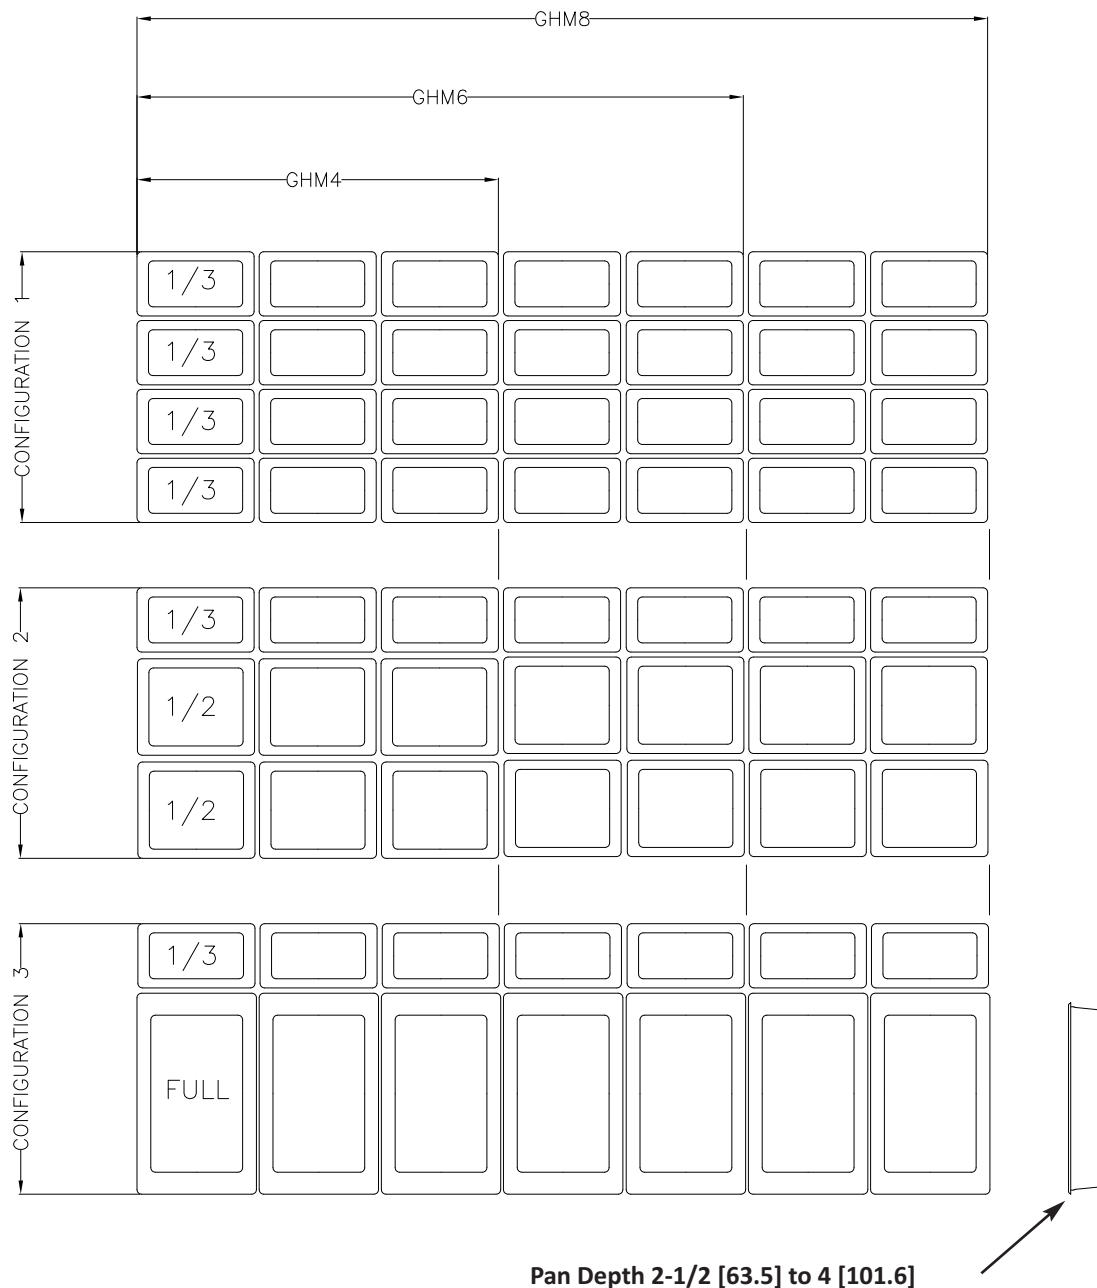 GHM8
GHM6
GHM4
CONFIGURATION 1
1/3
1/3
1/3
1/3
CONFIGURATION 2
1/3
1/2
1/2
CONFIGURATION 3
1/3
FULL
Pan Depth 2-1/2 [63.5] to 4 [101.6]